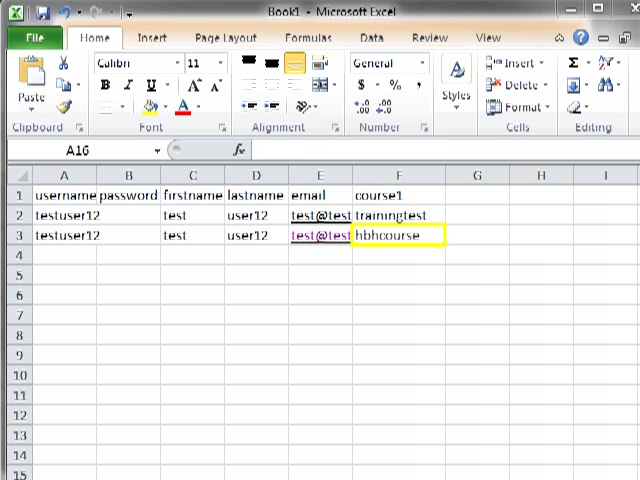 Book1 - Microsoft Excel
File Home Insert Page Layout Formulas Data Review View
Paste Calibri 11 General Styles Insert
B I U A A $ % , Delete
A Format
Clipboard Font Alignment Number Cells Editing
A16 fx
A B C D E F G H I
1 username password firstname lastname email course1
2 testuser12 test user12 test@test trainingtest
3 testuser12 test user12 test@test hbhcourse
4
5
6
7
8
9
10
11
12
13
14
15